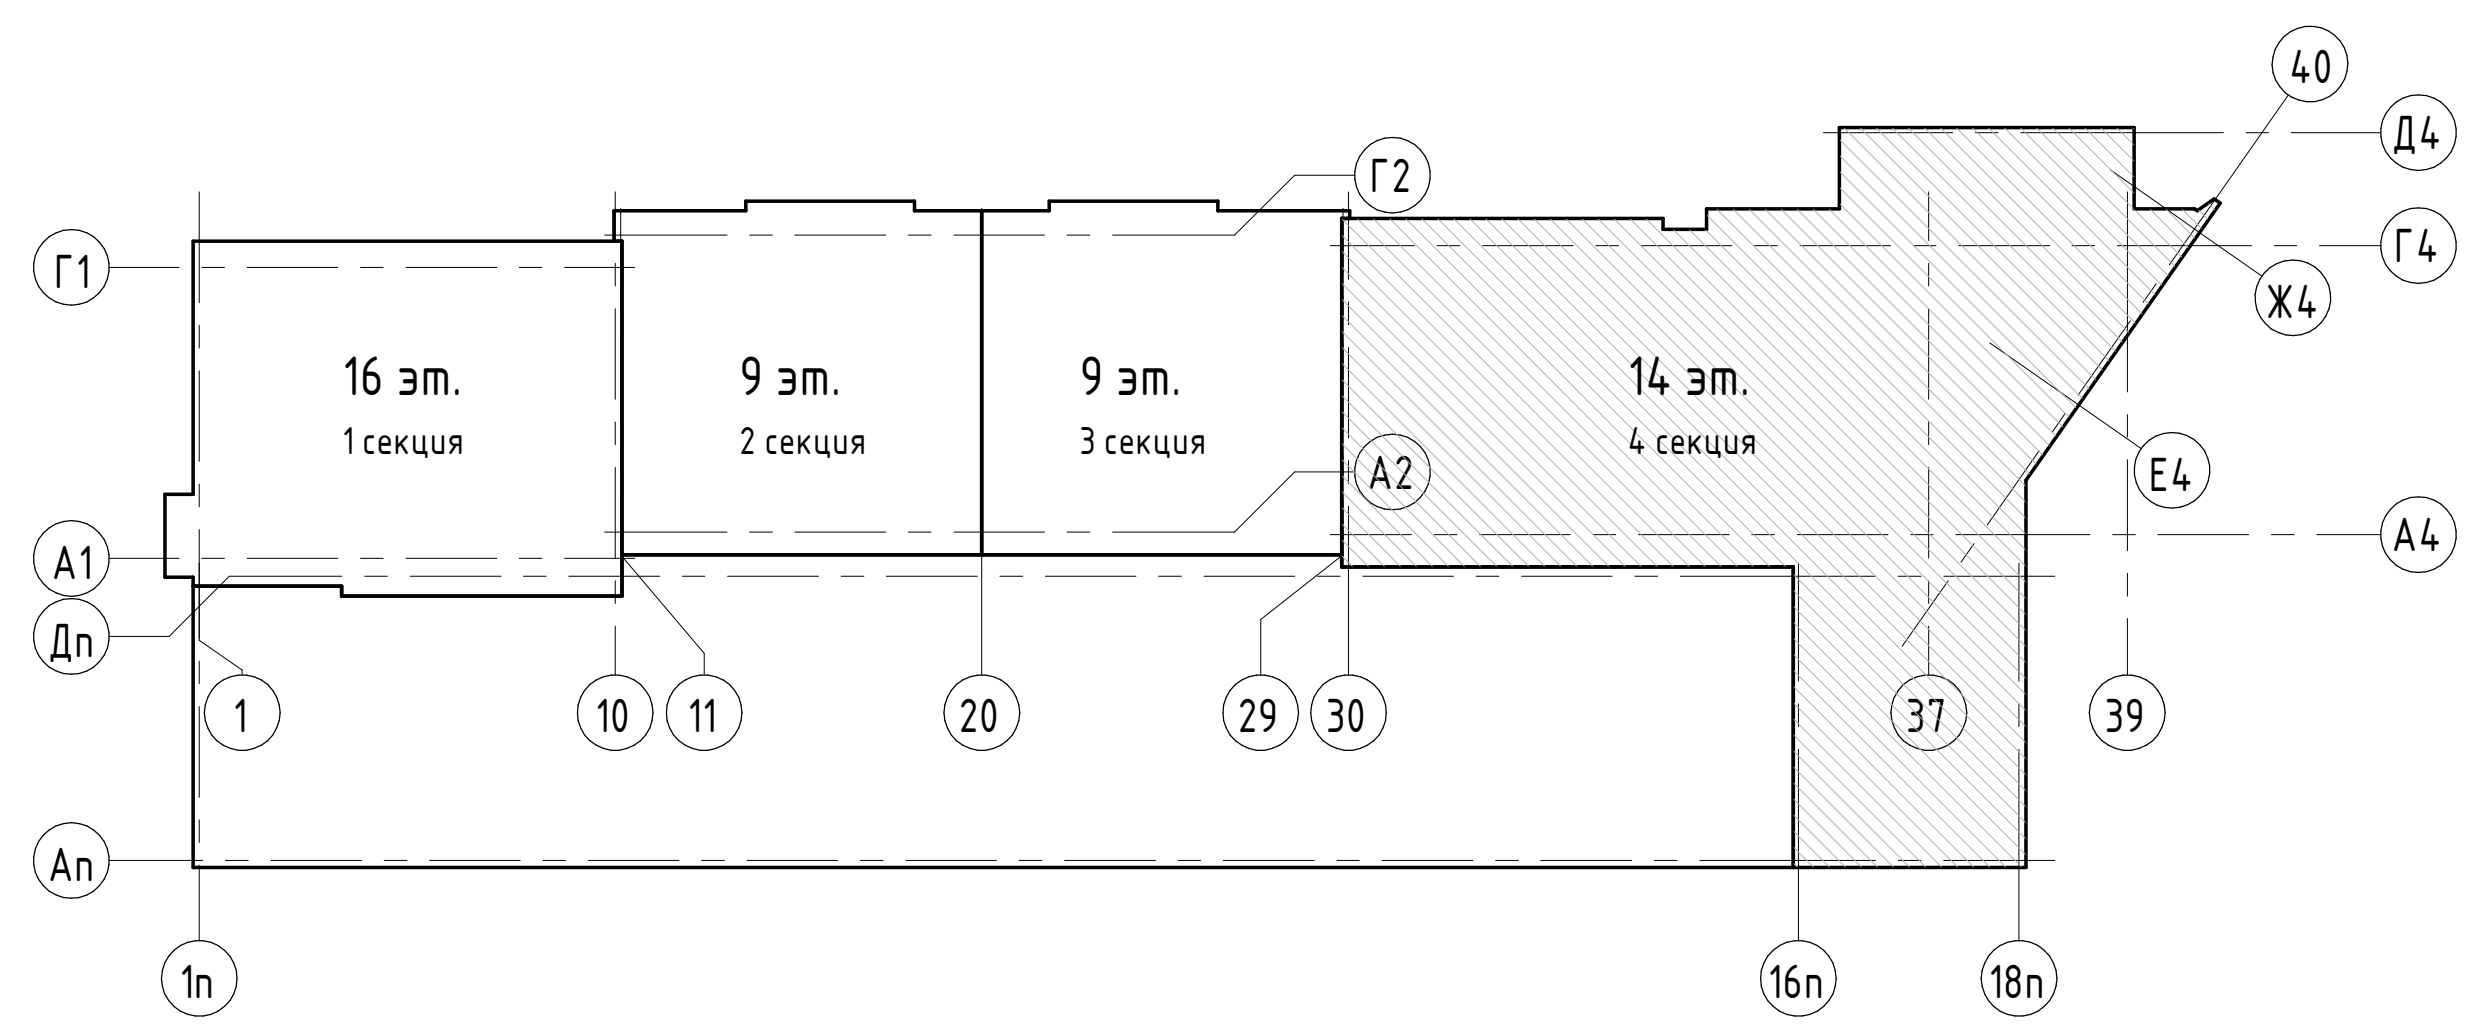 40
Д4
Г2
Г4
Г1
Ж4
16 эт.
1 секция
9 эт.
2 секция
9 эт.
3 секция
14 эт.
4 секция
А2
Е4
А1
А4
Дп
1
10
11
20
29
30
37
39
Ап
1п
16п
18п